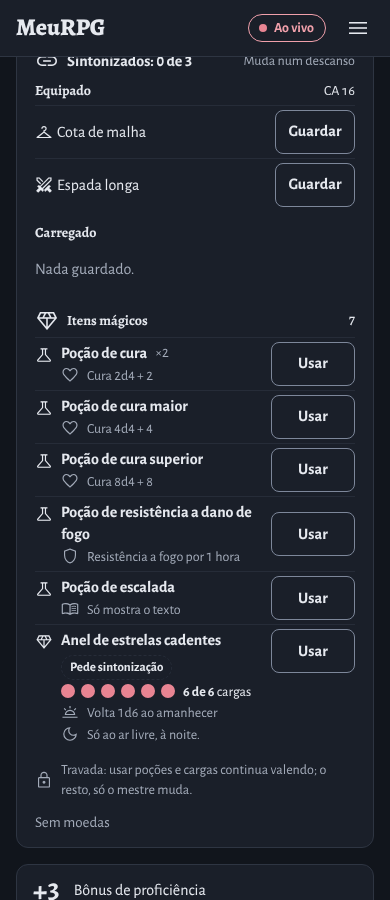 MeuRPG
Ao vivo
Sintonizados: 0 de 3
Muda num descanso
Equipado
CA 16
Cota de malha
Guardar
Espada longa
Guardar
Carregado
Nada guardado.
Itens mágicos
7
Poção de cura ×2
Cura 2d4 + 2
Usar
Poção de cura maior
Cura 4d4 + 4
Usar
Poção de cura superior
Cura 8d4 + 8
Usar
Poção de resistência a dano de
fogo
Resistência a fogo por 1 hora
Usar
Poção de escalada
Só mostra o texto
Usar
Anel de estrelas cadentes
Usar
Pede sintonização
6 de 6 cargas
Volta 1d6 ao amanhecer
Só ao ar livre, à noite.
Travada: usar poções e cargas continua valendo; o
resto, só o mestre muda.
Sem moedas
+3 Bônus de proficiência